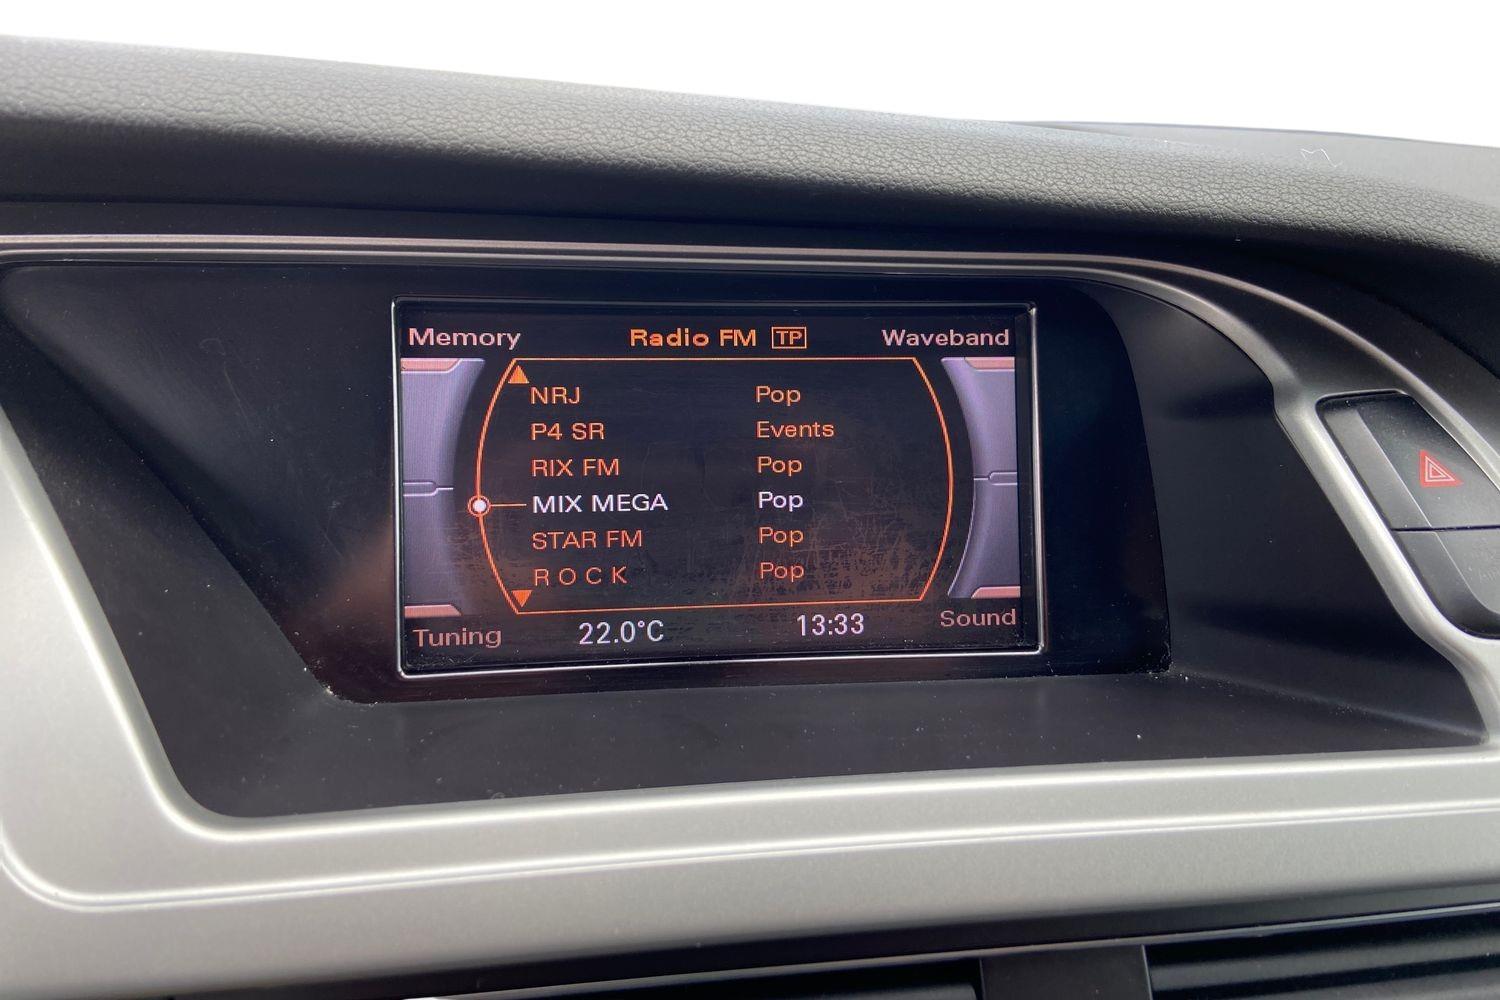 Memory Radio FM TP Waveband
NRJ Pop
P4 SR Events
RIX FM Pop
MIX MEGA Pop
STAR FM Pop
R O C K Pop
Tuning 22.0°C 13:33 Sound